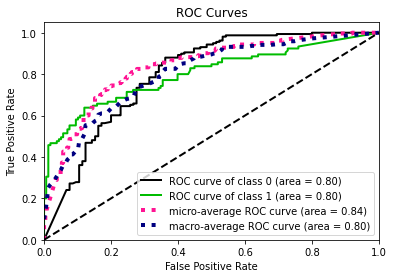 ROC Curves
True Positive Rate
1.0
0.8
0.6
0.4
0.2
0.0
ROC curve of class 0 (area = 0.80)
ROC curve of class 1 (area = 0.80)
micro-average ROC curve (area = 0.84)
macro-average ROC curve (area = 0.80)
0.0 0.2 0.4 0.6 0.8 1.0
False Positive Rate